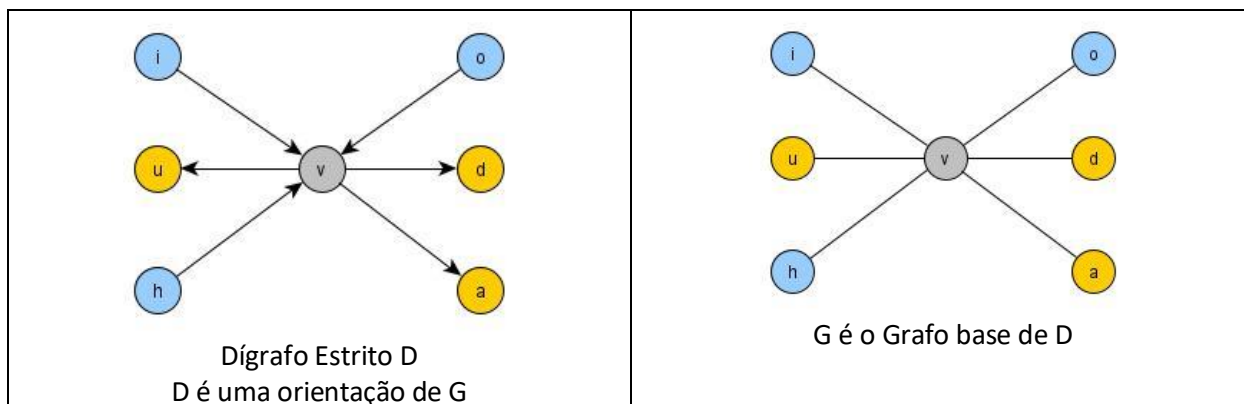 i
o
u
v
d
h
a
Dígrafo Estrito D
D é uma orientação de G
i
o
u
v
d
h
a
G é o Grafo base de D